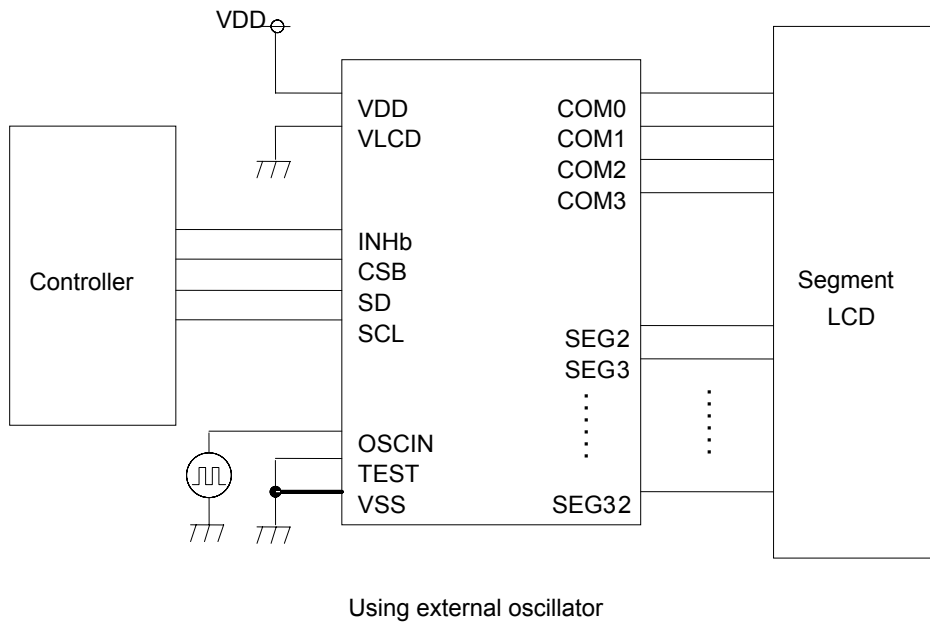 VDD
VDD
VLCD
INHb
CSB
SD
SCL
OSCIN
TEST
VSS
COM0
COM1
COM2
COM3
SEG2
SEG3
SEG32
Controller
Segment
LCD
Using external oscillator